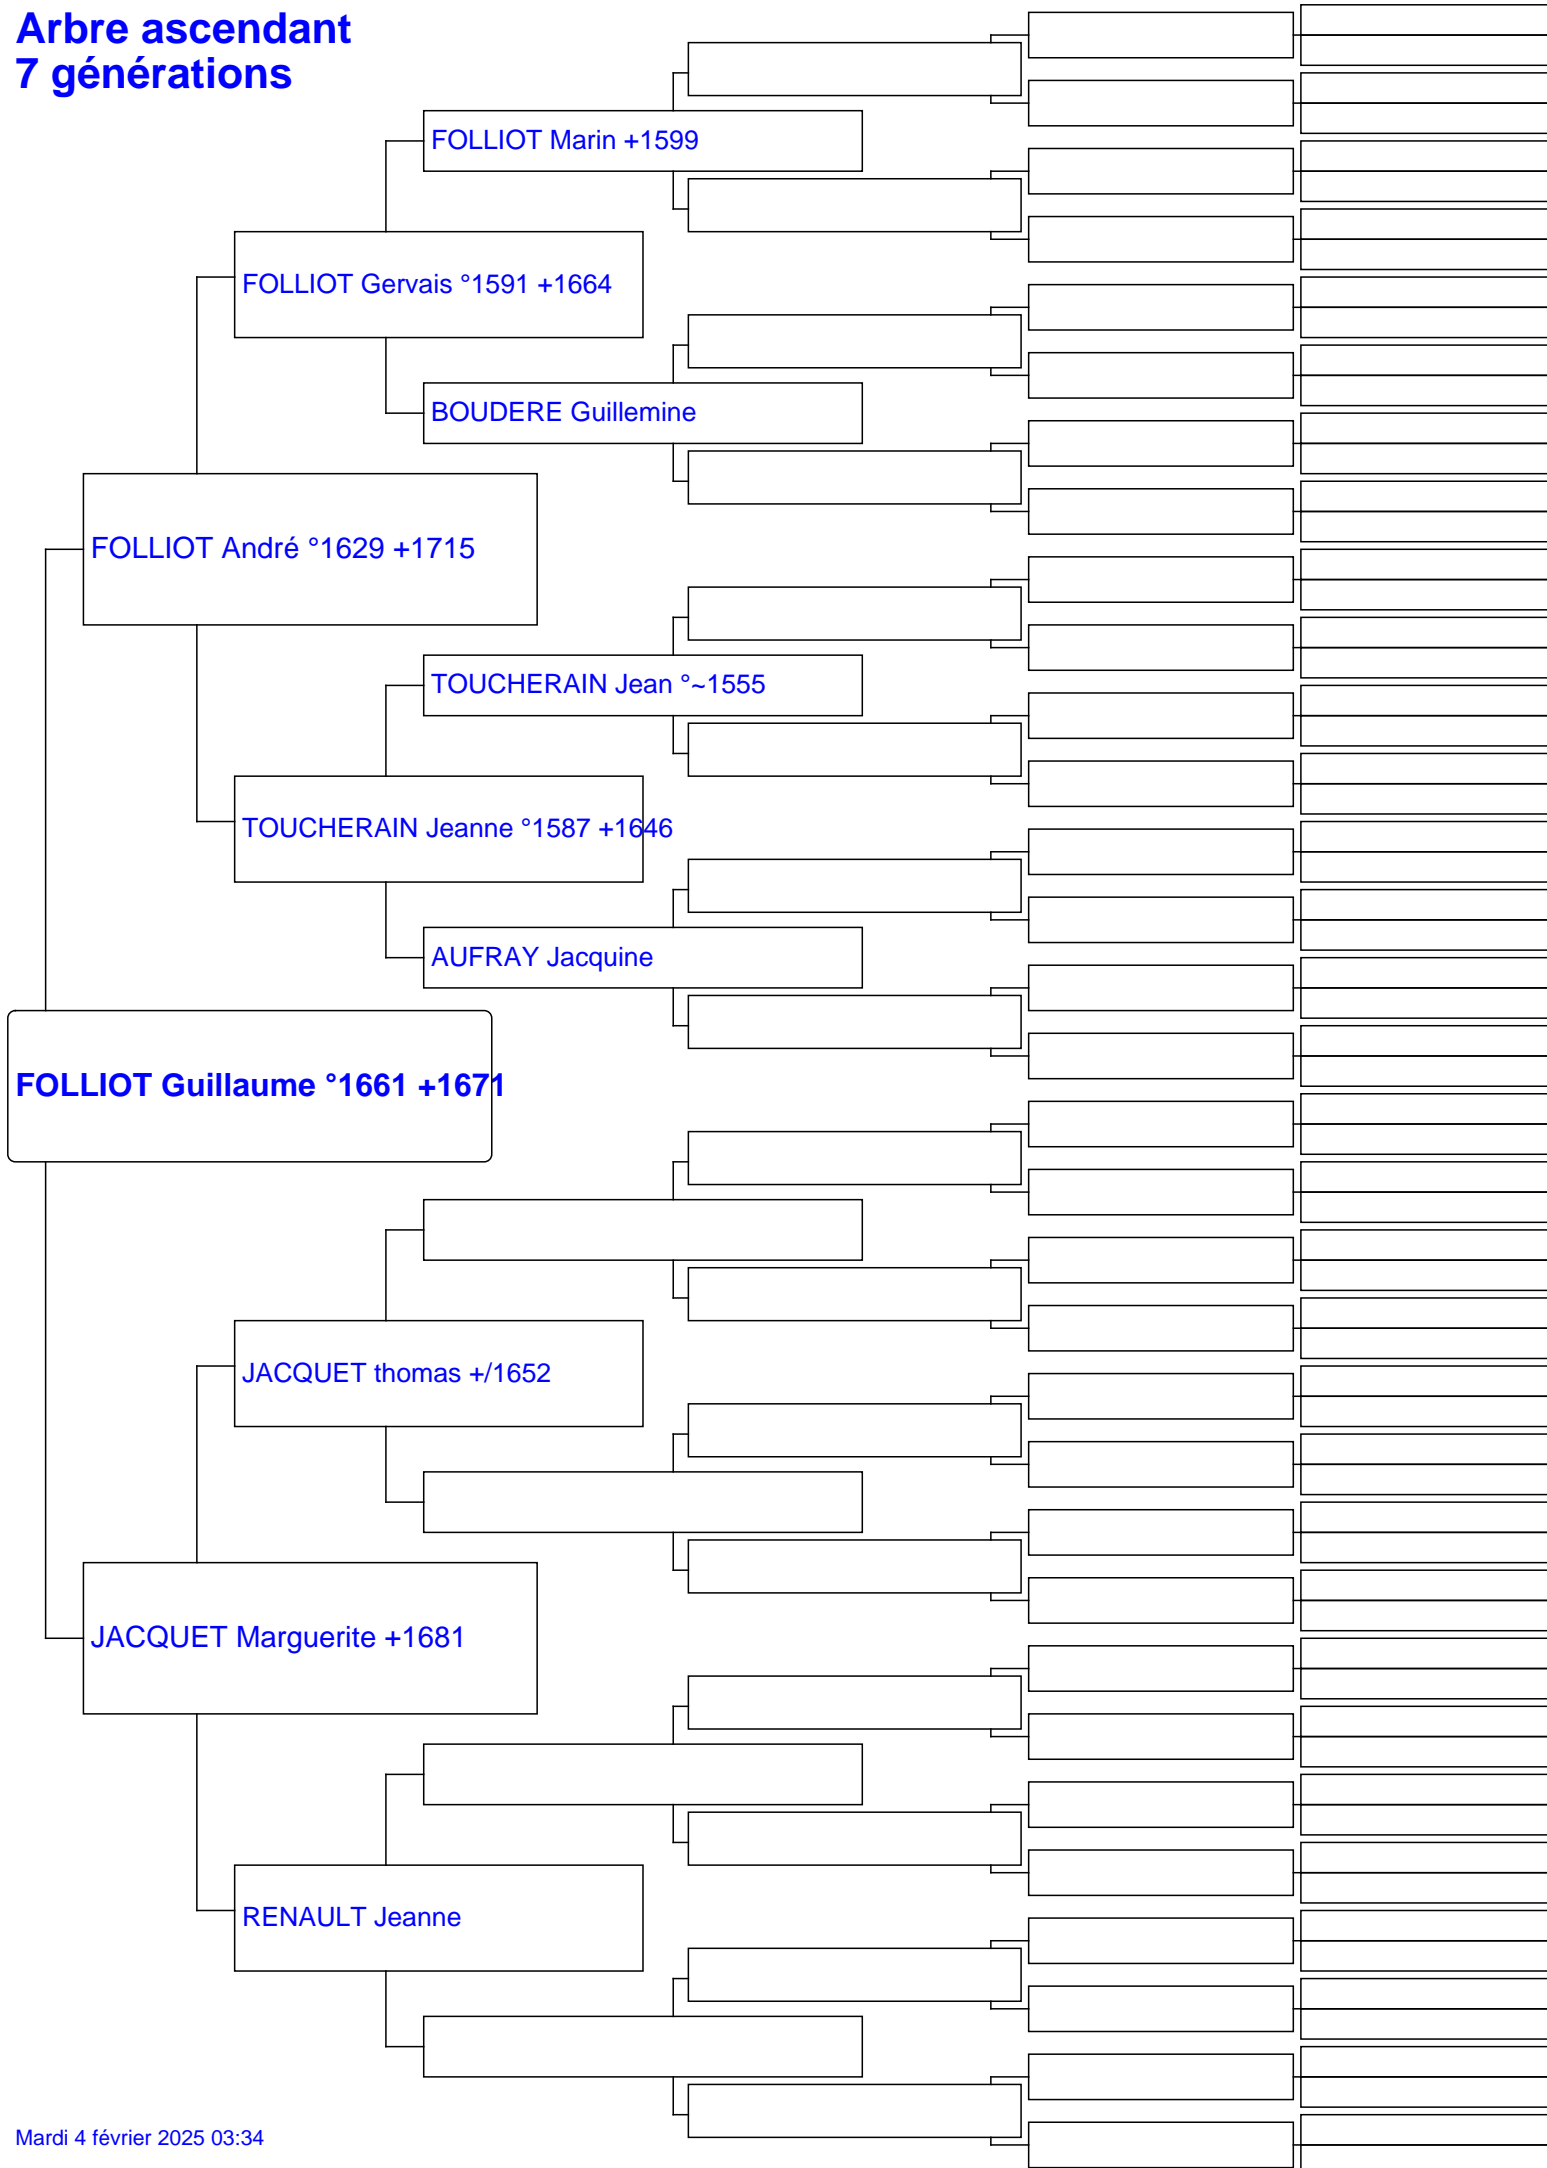 Arbre ascendant
7 générations
FOLLIOT Marin +1599
FOLLIOT Gervais °1591 +1664
BOUDERE Guillemine
FOLLIOT André °1629 +1715
TOUCHERAIN Jean °~1555
TOUCHERAIN Jeanne °1587 +1646
AUFRAY Jacquine
FOLLIOT Guillaume °1661 +1671
JACQUET thomas +/1652
JACQUET Marguerite +1681
RENAULT Jeanne
Mardi 4 février 2025 03:34